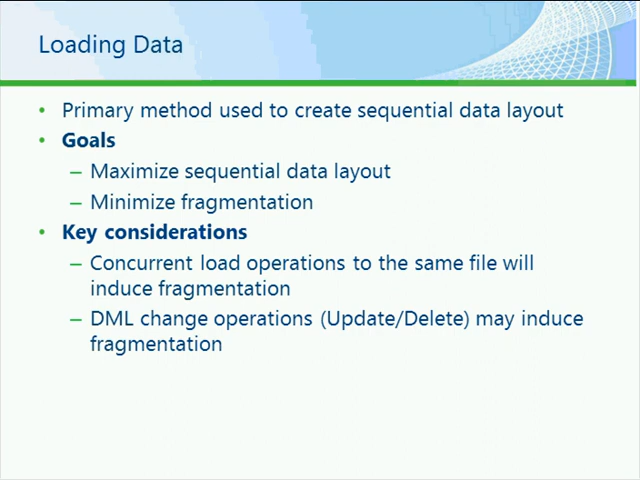 Loading Data
• Primary method used to create sequential data layout
• Goals
– Maximize sequential data layout
– Minimize fragmentation
• Key considerations
– Concurrent load operations to the same file will
induce fragmentation
– DML change operations (Update/Delete) may induce
fragmentation